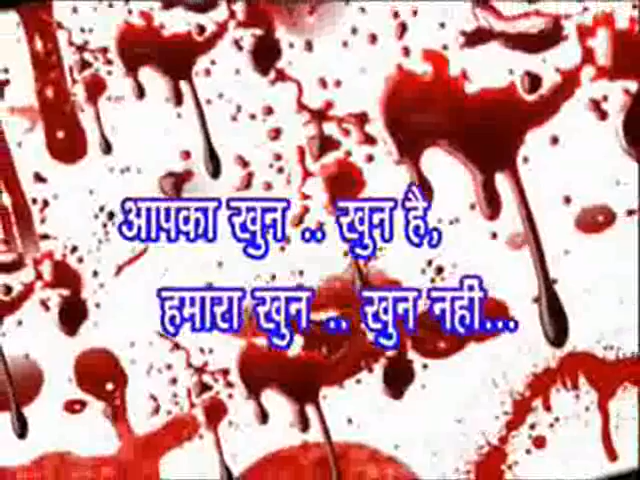 आपका खुन .. खुन है,
हमारा खुन .. खुन नही...